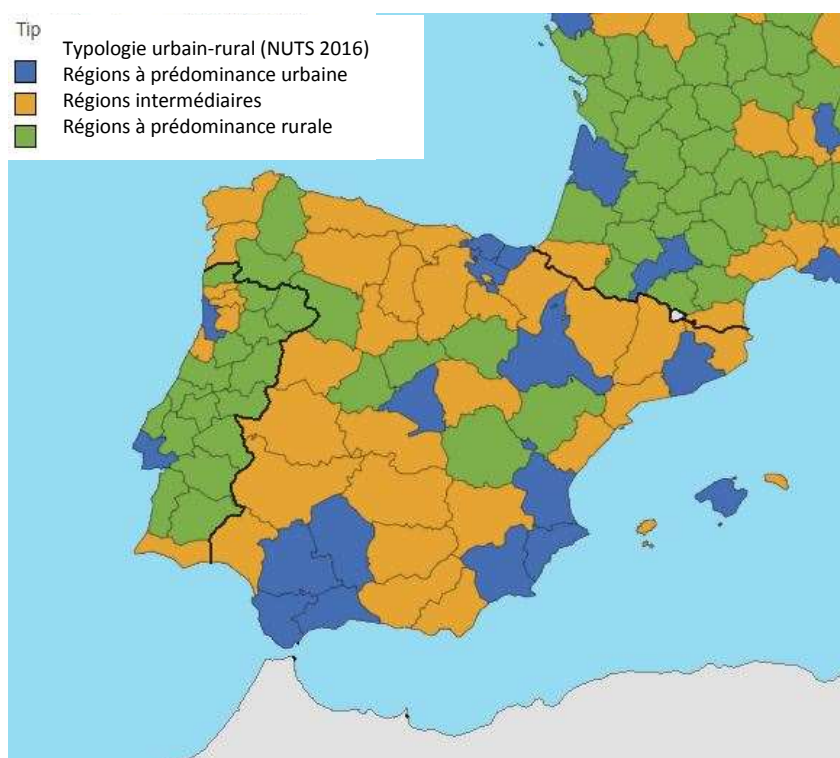 Tip
Typologie urbain-rural (NUTS 2016)
Régions à prédominance urbaine
Régions intermédiaires
Régions à prédominance rurale